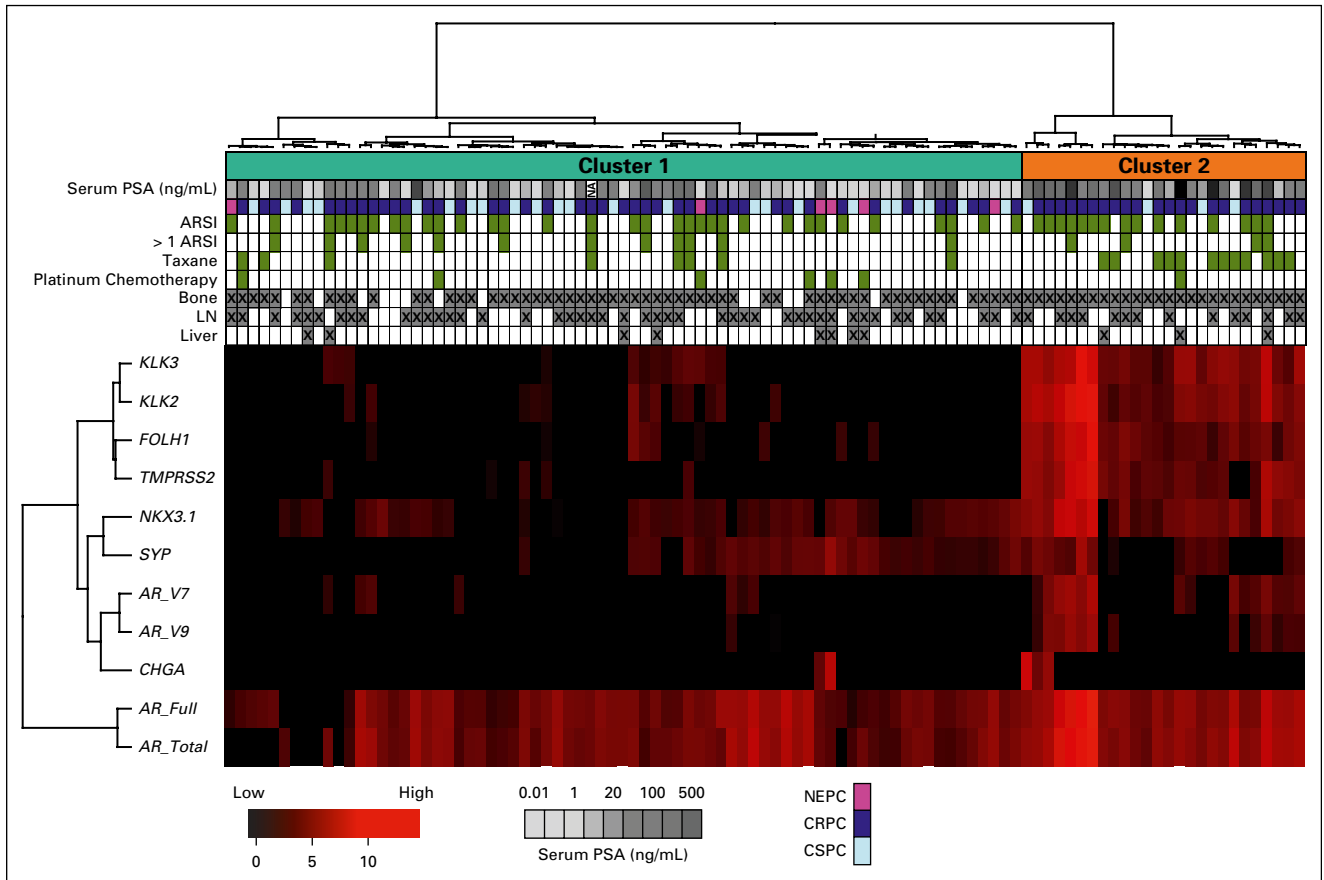 Cluster 1 Cluster 2
Serum PSA (ng/mL)
NA
ARSI
> 1 ARSI
Taxane
Platinum Chemotherapy
Bone
LN
Liver
KLK3
KLK2
FOLH1
TMPRSS2
NKX3.1
SYP
AR_V7
AR_V9
CHGA
AR_Full
AR_Total
Low High
0 5 10
0.01 1 20 100 500
Serum PSA (ng/mL)
NEPC
CRPC
CSPC